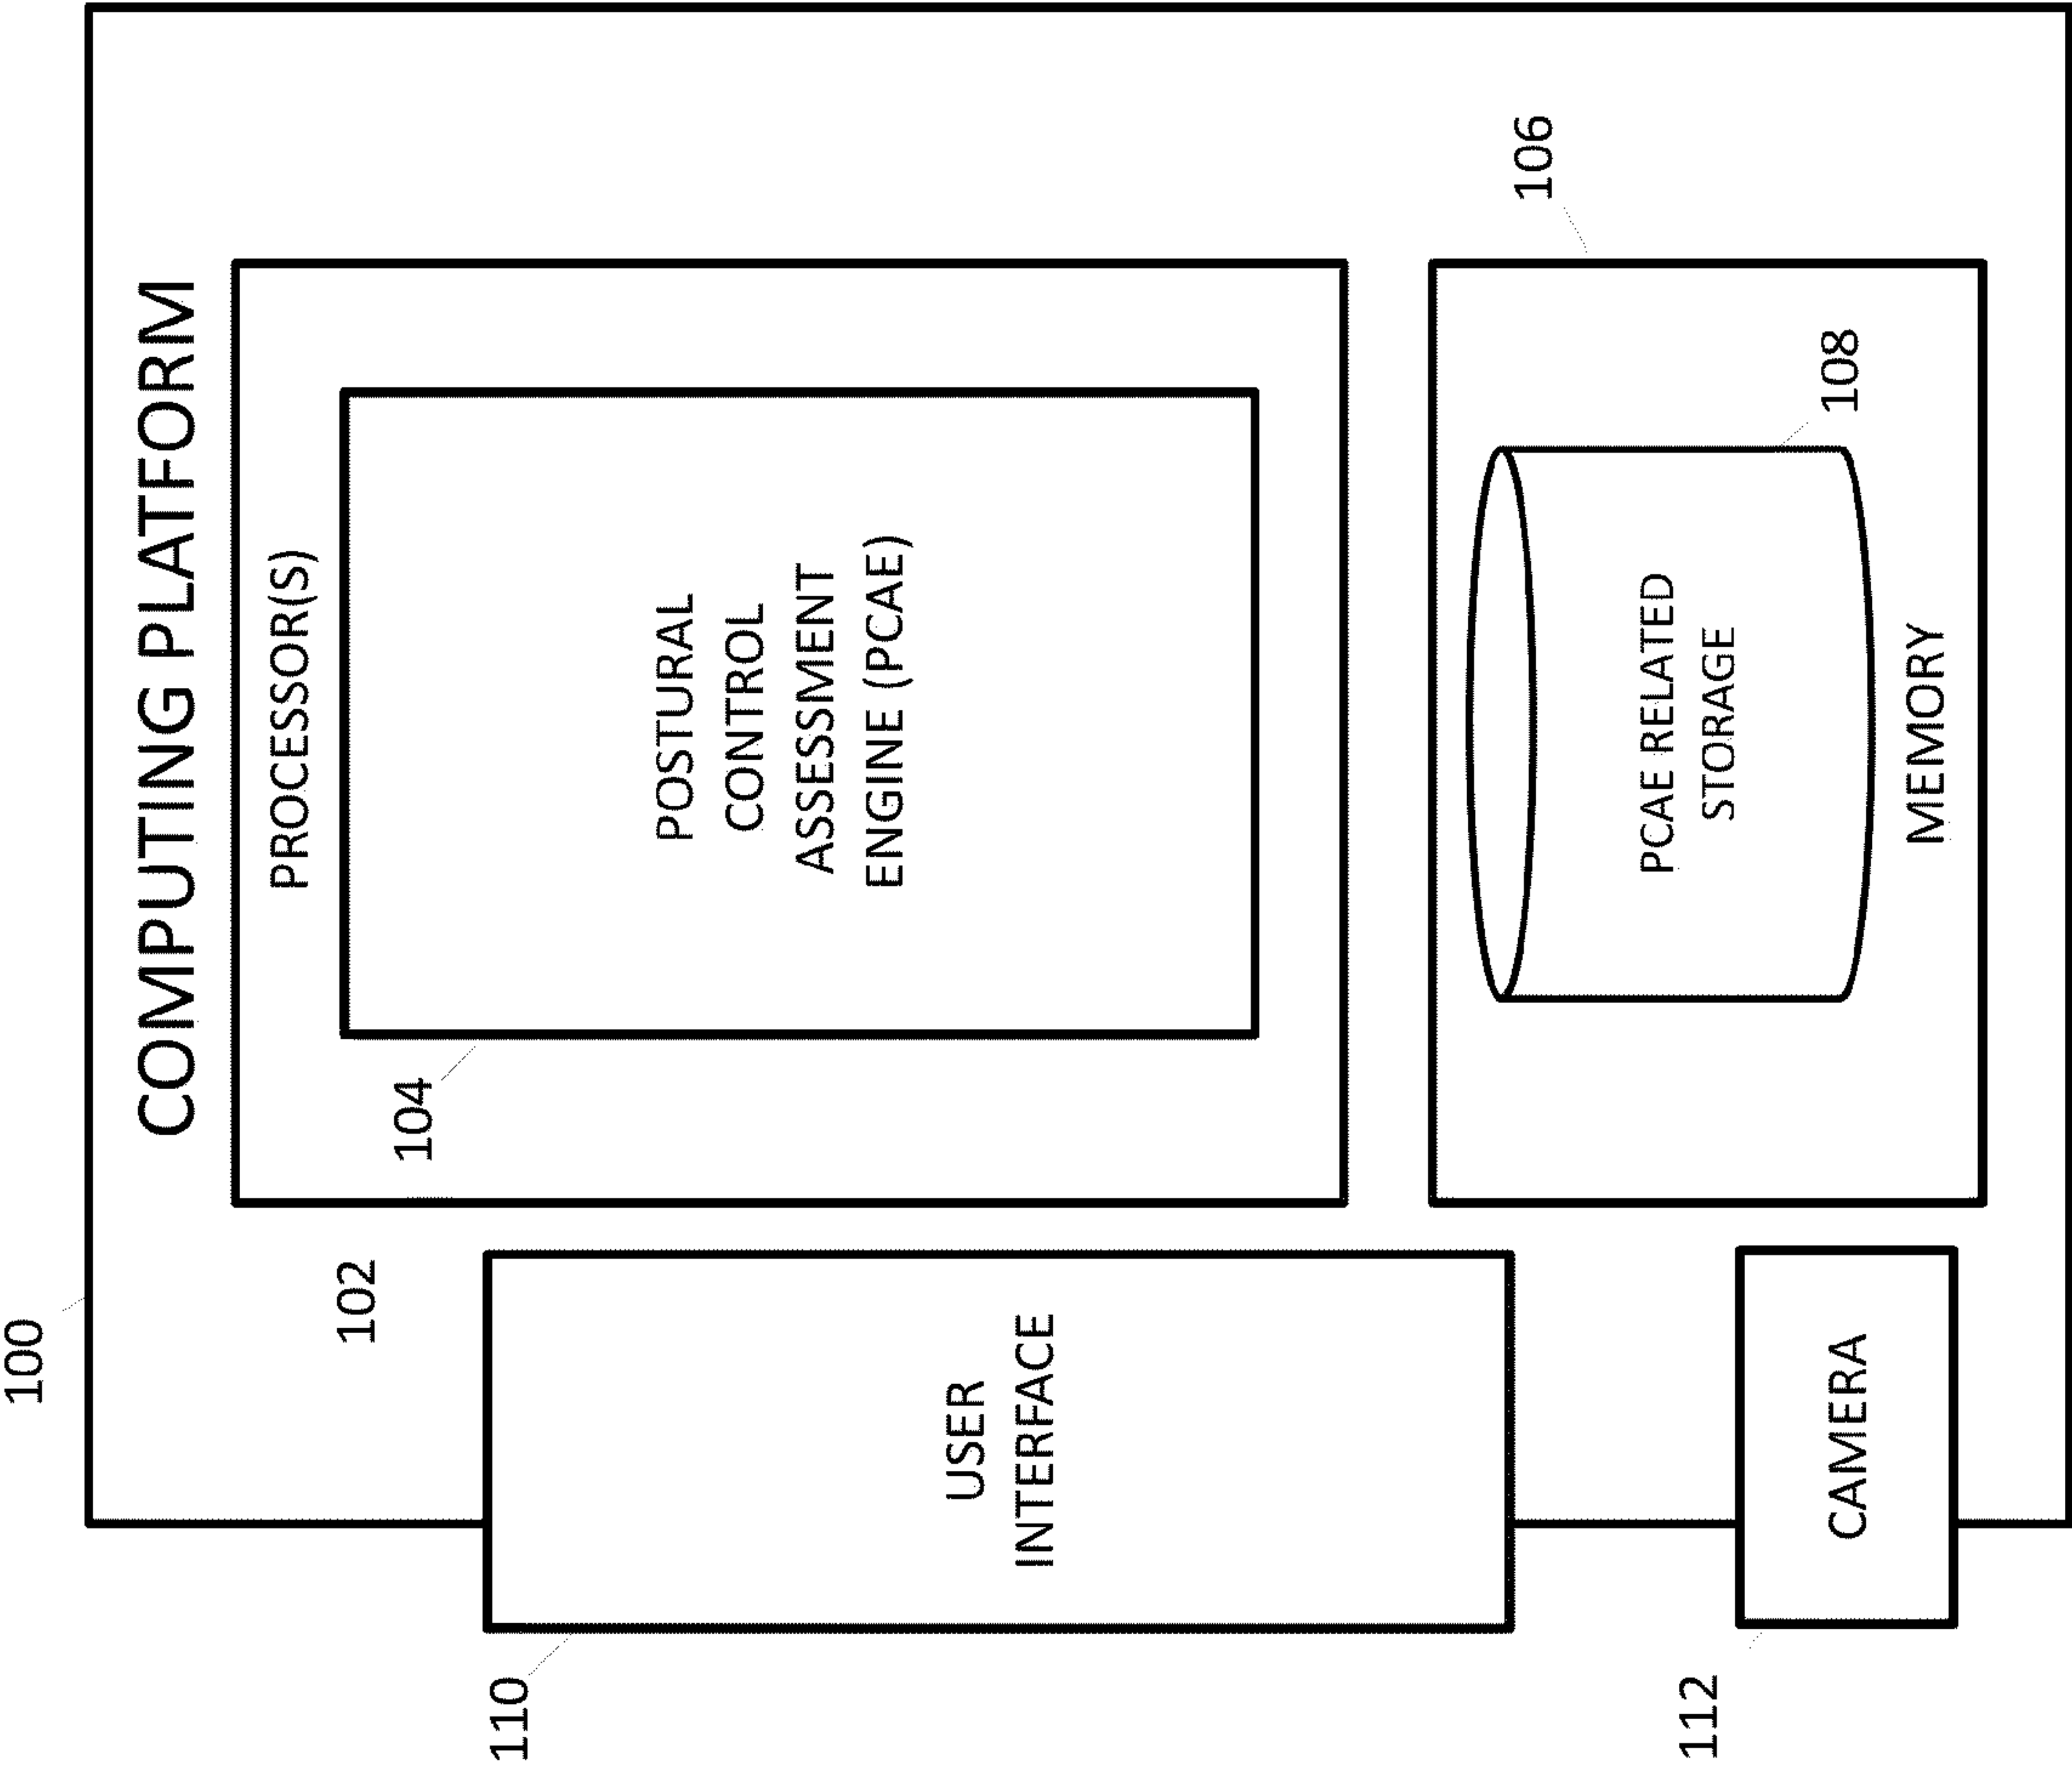 100
COMPUTING PLATFORM
102
PROCESSOR(S)
104
POSTURAL
CONTROL
ASSESSMENT
ENGINE (PCAE)
110
USER
INTERFACE
106
108
PCAE RELATED
STORAGE
MEMORY
112
CAMERA